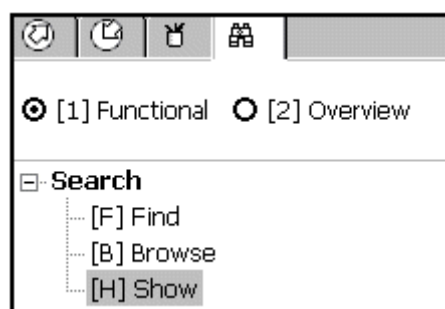 [1] Functional [2] Overview
Search
[F] Find
[B] Browse
[H] Show